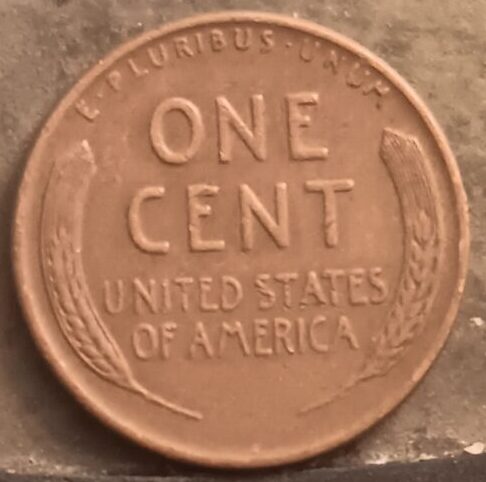 E·PLURIBUS·UNUM
ONE
CENT
UNITED STATES
OF AMERICA